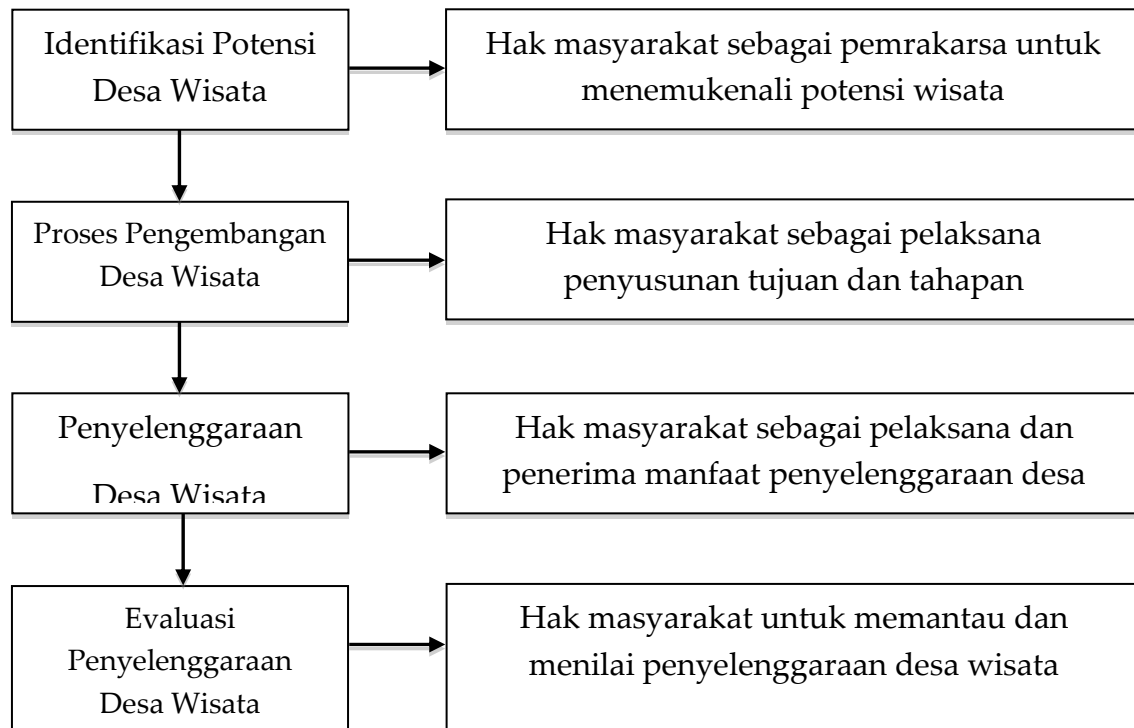 Identifikasi Potensi
Desa Wisata
Hak masyarakat sebagai pemrakarsa untuk
menemukenali potensi wisata
Proses Pengembangan
Desa Wisata
Hak masyarakat sebagai pelaksana
penyusunan tujuan dan tahapan
Penyelenggaraan
Desa Wisata
Hak masyarakat sebagai pelaksana dan
penerima manfaat penyelenggaraan desa
Evaluasi
Penyelenggaraan
Desa Wisata
Hak masyarakat untuk memantau dan
menilai penyelenggaraan desa wisata